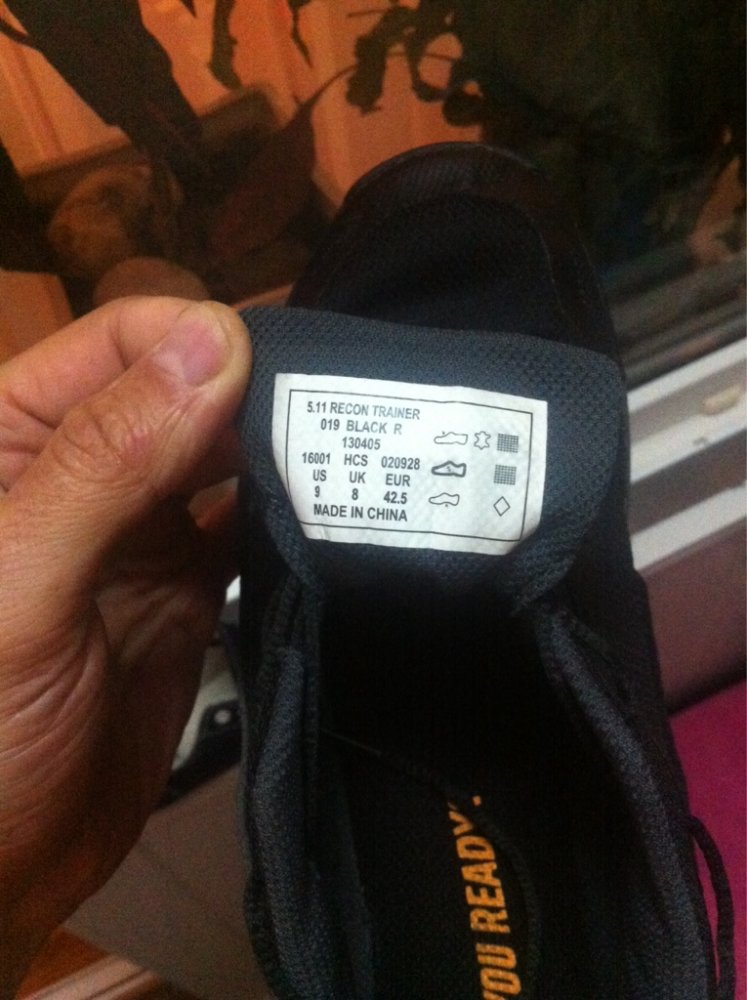 5.11 RECON TRAINER
019 BLACK R
130405
16001 HCS 020928
US UK EUR
9 8 42.5
MADE IN CHINA
YOU READY?